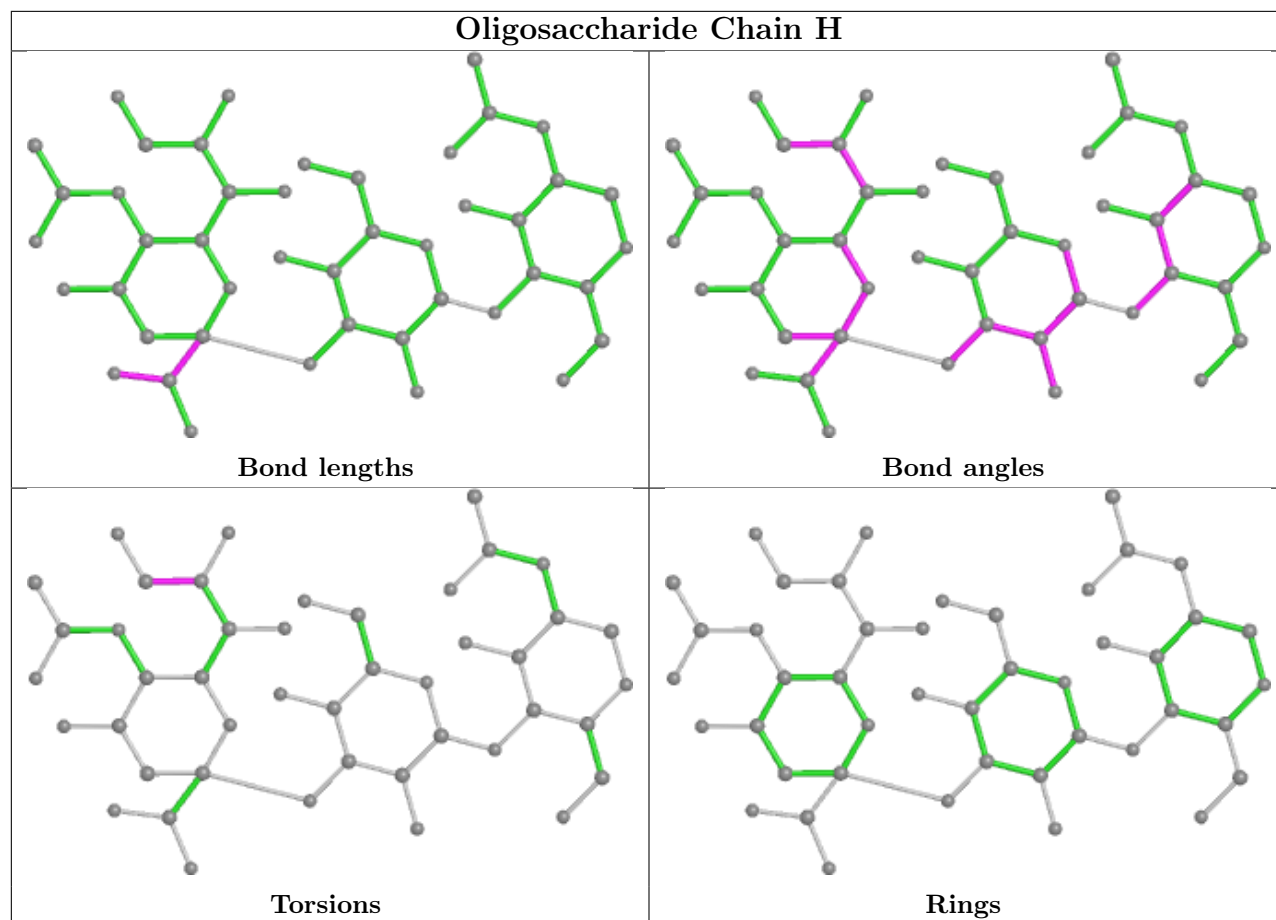 Oligosaccharide Chain H
Bond lengths
Bond angles
Torsions
Rings